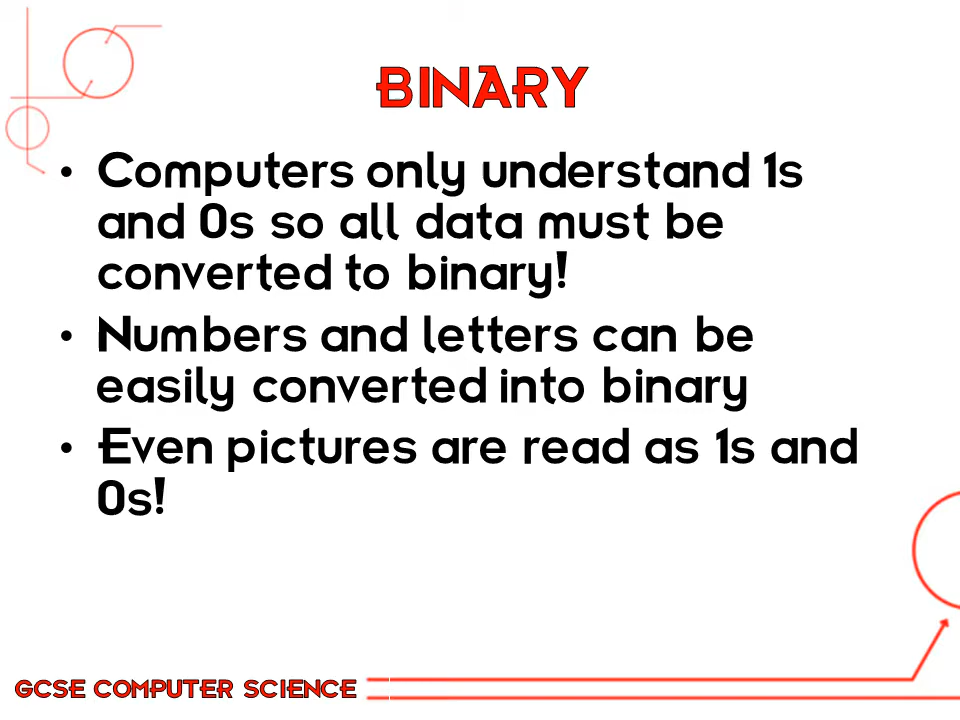 BINARY
• Computers only understand 1s
and 0s so all data must be
converted to binary!
• Numbers and letters can be
easily converted into binary
• Even pictures are read as 1s and
0s!
GCSE COMPUTER SCIENCE